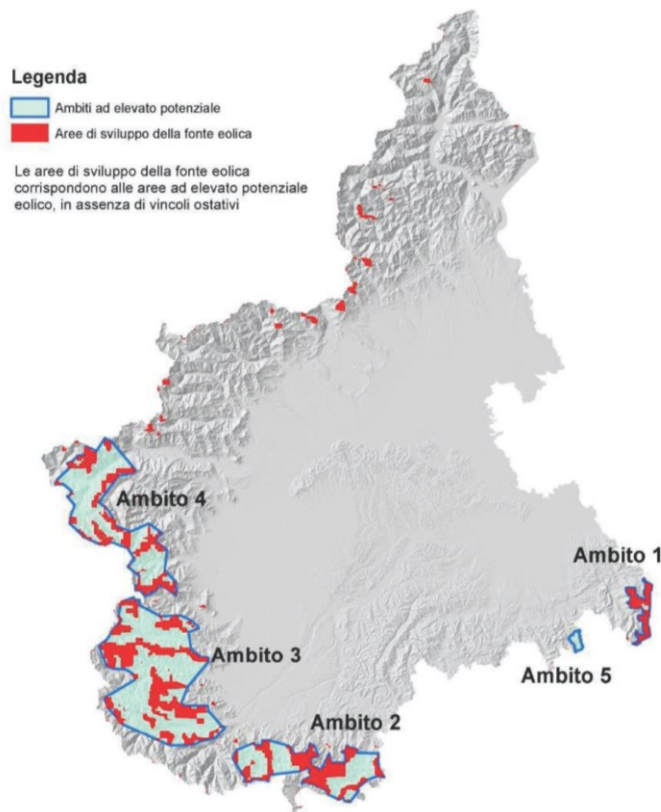 Legenda
Ambiti ad elevato potenziale
Aree di sviluppo della fonte eolica
Le aree di sviluppo della fonte eolica
corrispondono alle aree ad elevato potenziale
eolico, in assenza di vincoli ostativi
Ambito 4
Ambito 1
Ambito 3
Ambito 5
Ambito 2